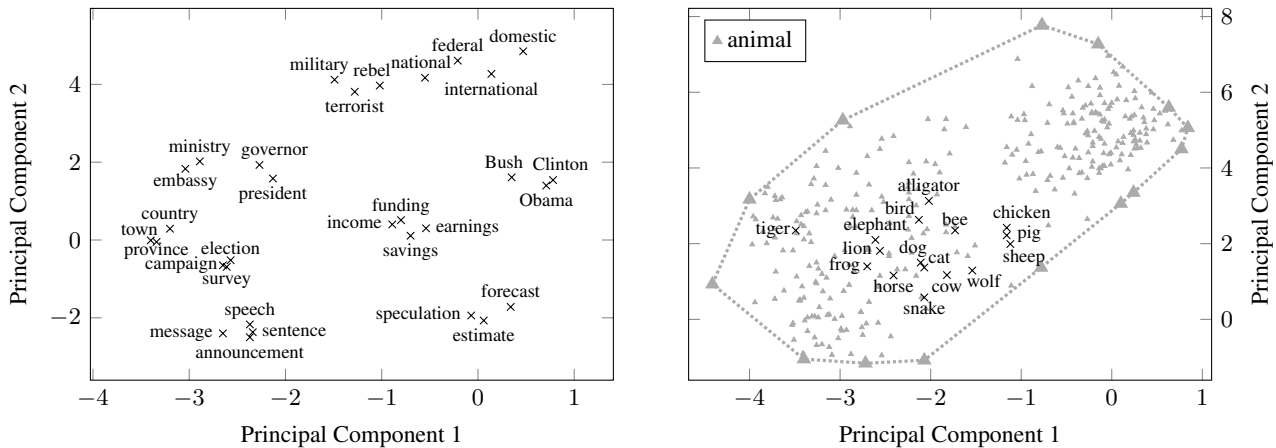 domestic
federal
national
international
military
rebel
terrorist
ministry
embassy
governor
president
Bush
Clinton
Obama
country
town
province
funding
income
earnings
savings
election
campaign
survey
speech
message
sentence
announcement
forecast
speculation
estimate
4
2
0
−2
−4
−3
−2
−1
0
1
Principal Component 1
Principal Component 2
animal
alligator
bird
bee
elephant
tiger
lion
dog
cat
frog
horse
cow
wolf
snake
chicken
pig
sheep
8
6
4
2
0
−4
−3
−2
−1
0
1
Principal Component 1
Principal Component 2